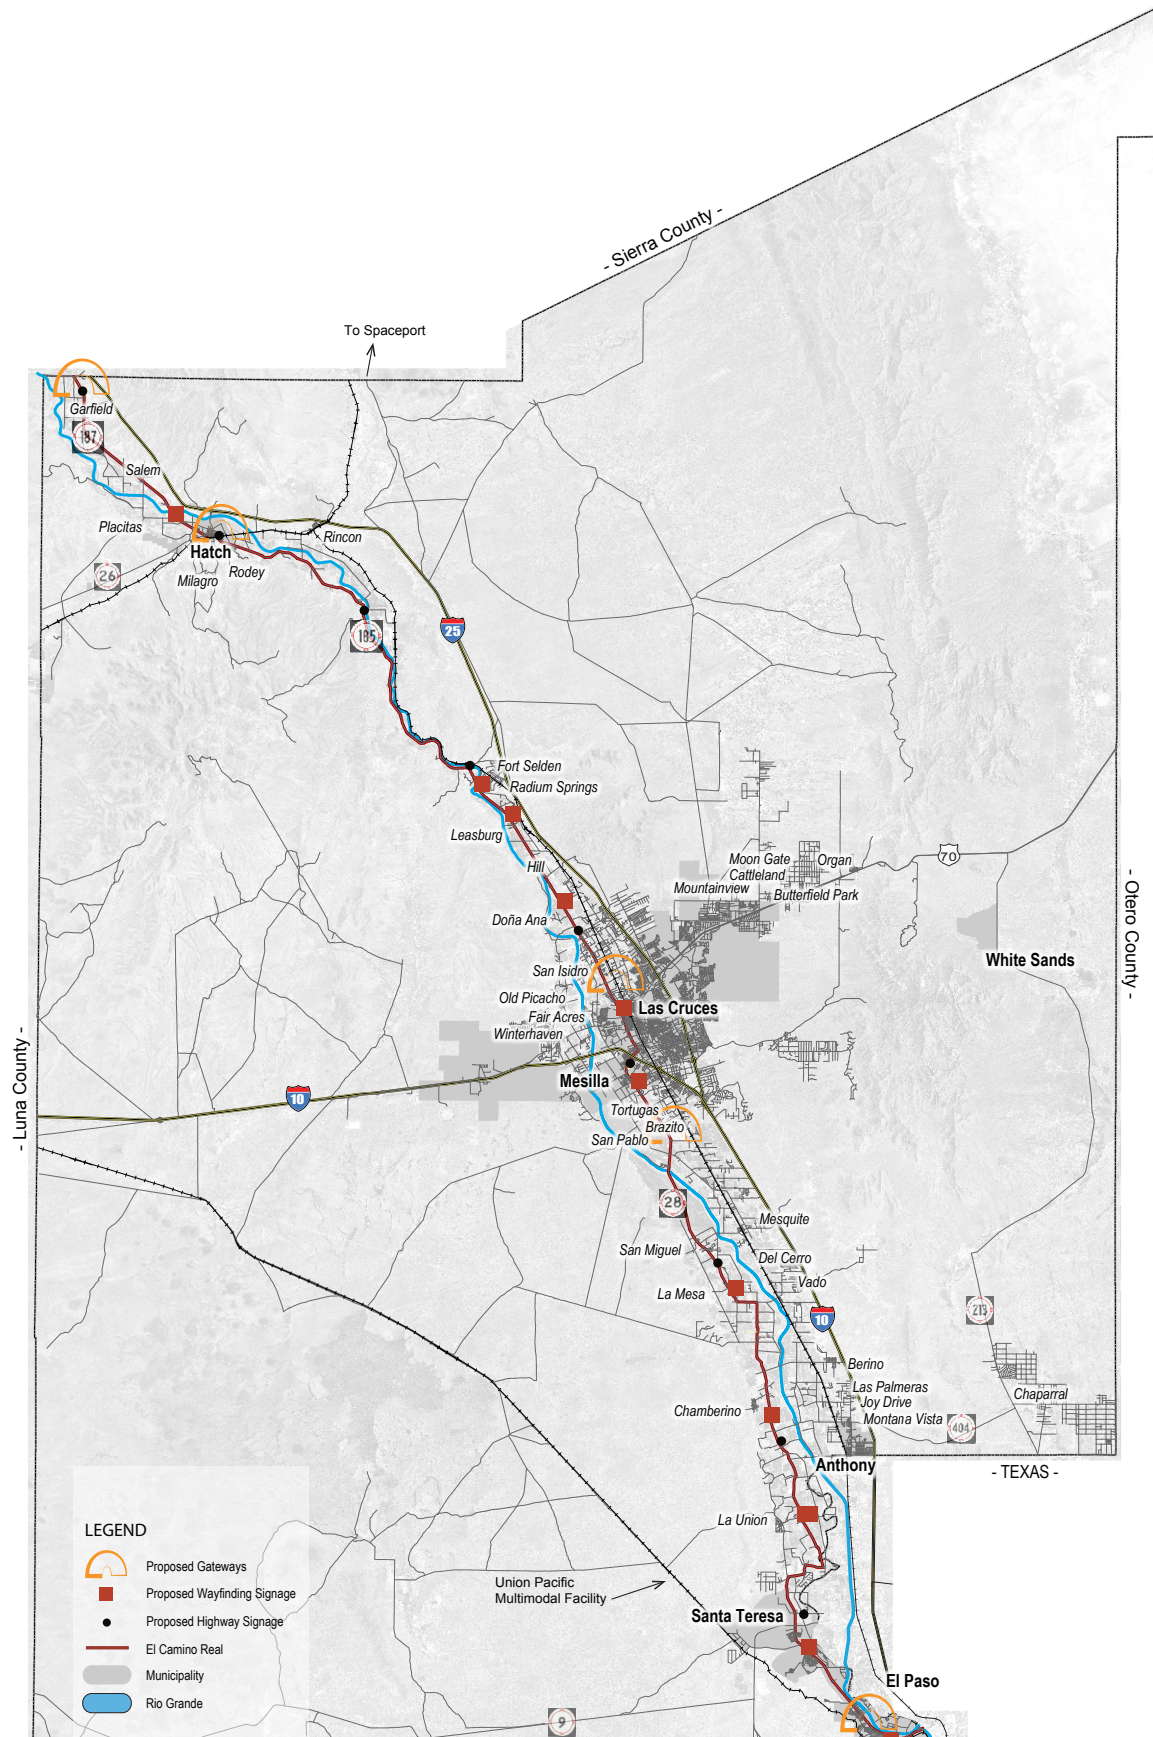 - Sierra County -
To Spaceport
Garfield
187
Salem
Placitas
Hatch
Rincon
Rodey
Milagro
26
185
25
Fort Selden
Radium Springs
Leasburg
Hill
Moon Gate
Organ
Cattleland
Mountainview
Butterfield Park
70
- Otero County -
Doña Ana
White Sands
San Isidro
Old Picacho
Las Cruces
Fair Acres
Winterhaven
- Luna County -
Mesilla
10
Tortugas
Brazito
San Pablo
28
Mesquite
San Miguel
Del Cerro
Vado
La Mesa
10
213
Berino
Las Palmeras
Joy Drive
Chaparral
Chamberino
Montana Vista
404
Anthony
- TEXAS -
La Union
Union Pacific
Multimodal Facility
Santa Teresa
El Paso
9
LEGEND
Proposed Gateways
Proposed Wayfinding Signage
Proposed Highway Signage
El Camino Real
Municipality
Rio Grande